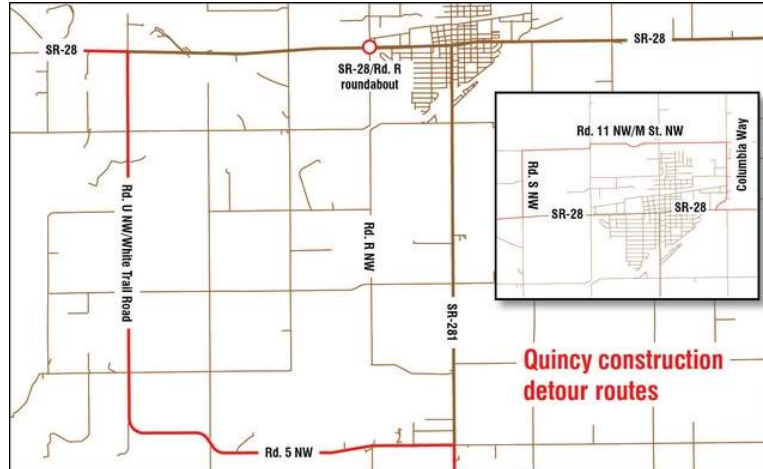 SR-28
SR-28
SR-28/Rd. R
roundabout
Rd. 11 NW/M St. NW
Rd. S NW
Columbia Way
SR-28
SR-28
Rd. U NW/White Trail Road
Rd. R NW
SR-281
Quincy construction
detour routes
Rd. 5 NW